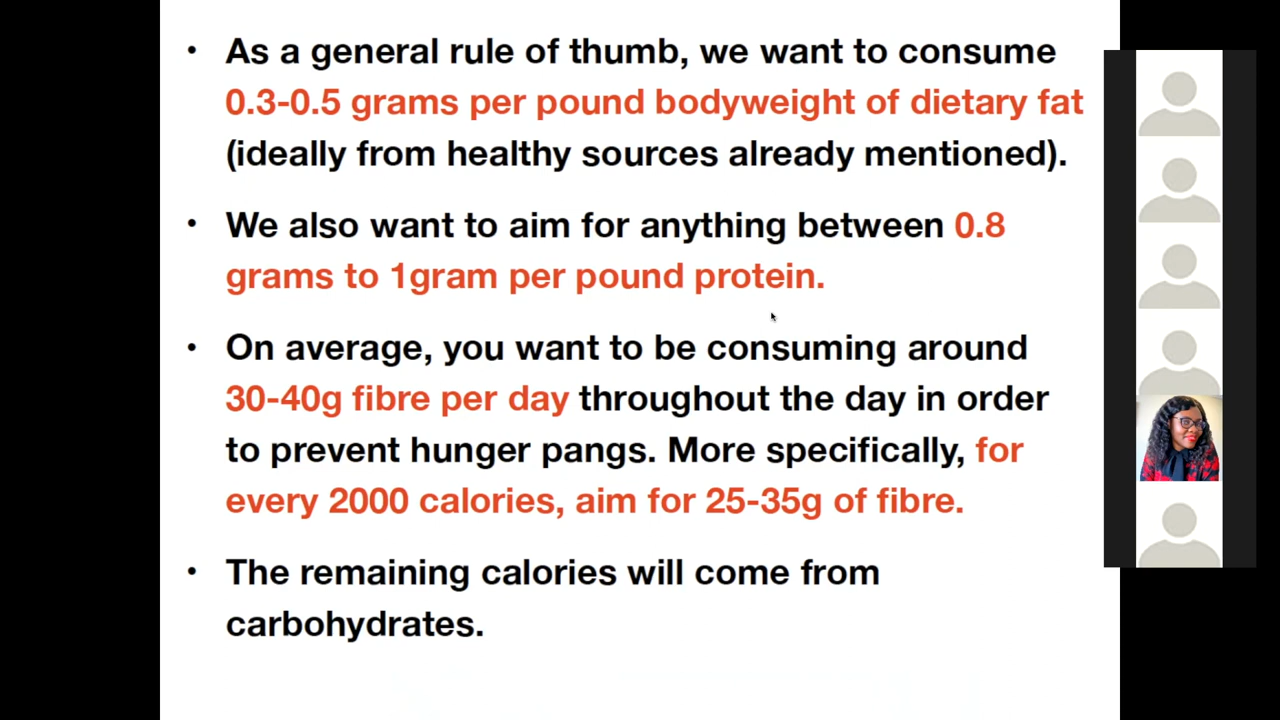 • As a general rule of thumb, we want to consume
0.3-0.5 grams per pound bodyweight of dietary fat
(ideally from healthy sources already mentioned).
• We also want to aim for anything between 0.8
grams to 1gram per pound protein.
• On average, you want to be consuming around
30-40g fibre per day throughout the day in order
to prevent hunger pangs. More specifically, for
every 2000 calories, aim for 25-35g of fibre.
• The remaining calories will come from
carbohydrates.